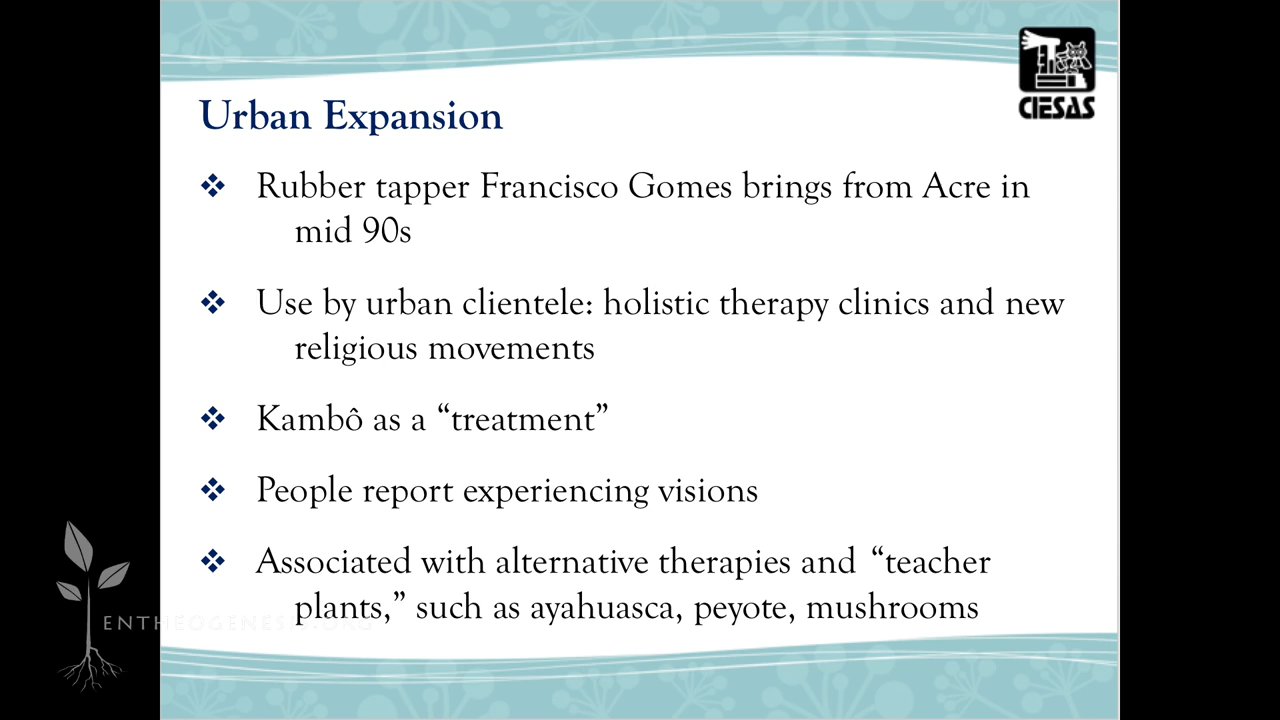 CIESAS
Urban Expansion
Rubber tapper Francisco Gomes brings from Acre in
mid 90s
Use by urban clientele: holistic therapy clinics and new
religious movements
Kambô as a “treatment”
People report experiencing visions
Associated with alternative therapies and “teacher
plants,” such as ayahuasca, peyote, mushrooms
ENTHEOGENESIS.ORG